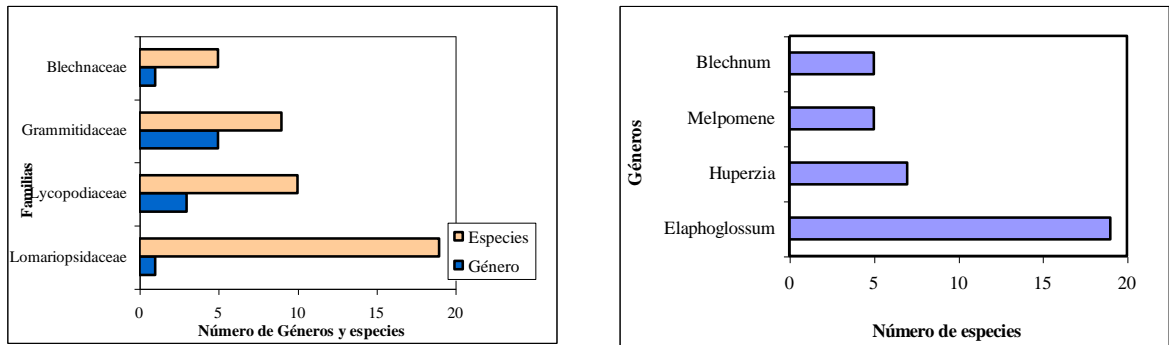 Blechnaceae
Grammitidaceae
Lycopodiaceae
Lomariopsidaceae
Familias
Especies
Género
0 5 10 15 20
Número de Géneros y especies
Blechnum
Melpomene
Huperzia
Elaphoglossum
Géneros
0 5 10 15 20
Número de especies